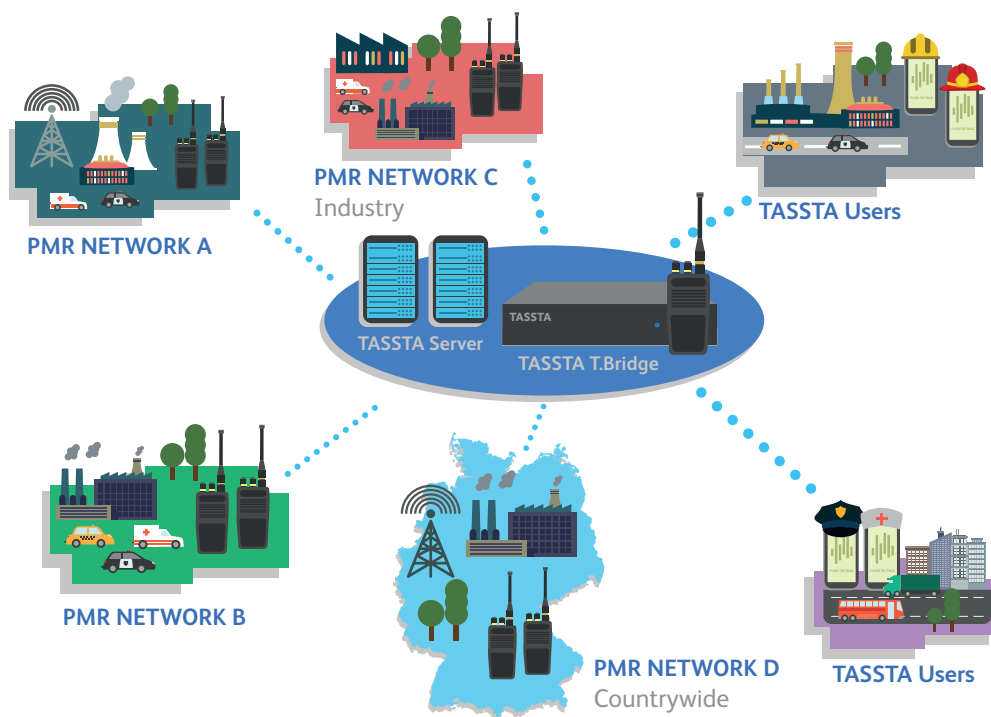 PMR NETWORK C
Industry
TASSTA Users
PMR NETWORK A
TASSTA
TASSTA Server
TASSTA T.Bridge
PMR NETWORK B
PMR NETWORK D
Countrywide
TASSTA Users